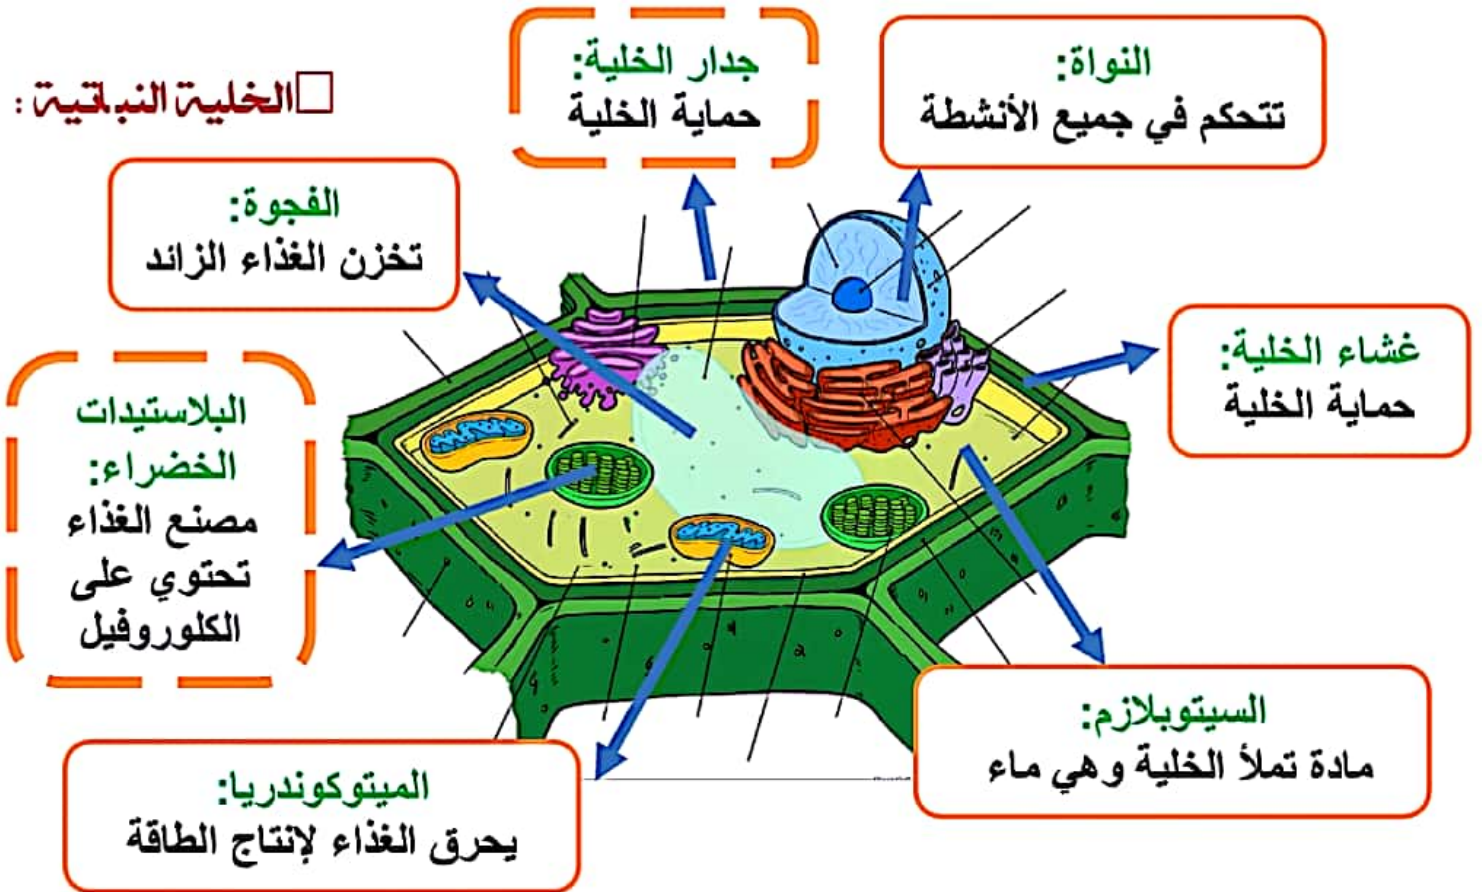 الخلية النباتية :
جدار الخلية:
حماية الخلية
النواة:
تتحكم في جميع الأنشطة
الفجوة:
تخزن الغذاء الزائد
غشاء الخلية:
حماية الخلية
البلاستيدات
الخضراء:
مصنع الغذاء
تحتوي على
الكلوروفيل
السيتوبلازم:
مادة تملأ الخلية وهي ماء
الميتوكوندريا:
يحرق الغذاء لإنتاج الطاقة